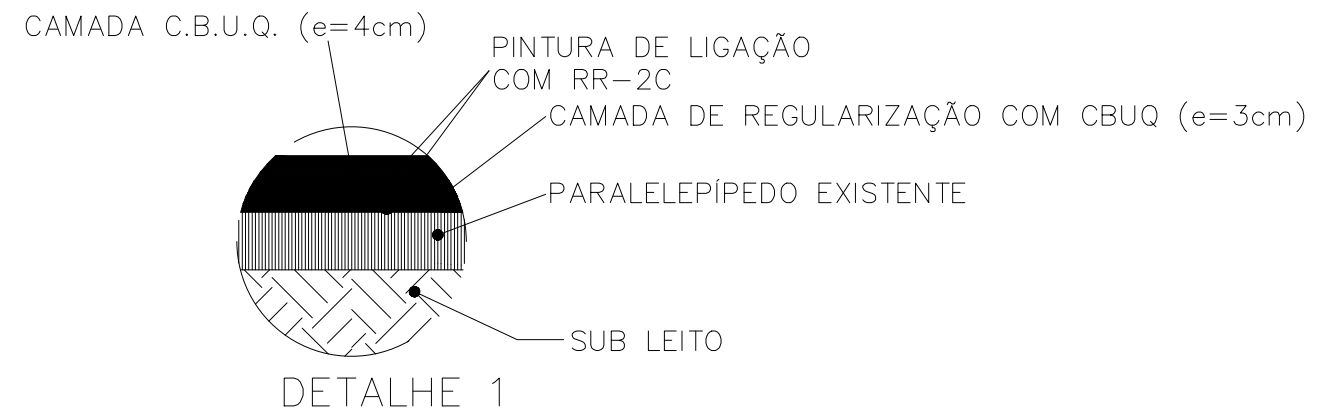 CAMADA C.B.U.Q. (e=4cm)
PINTURA DE LIGAÇÃO
COM RR-2C
CAMADA DE REGULARIZAÇÃO COM CBUQ (e=3cm)
PARALELEPÍPEDO EXISTENTE
SUB LEITO
DETALHE 1